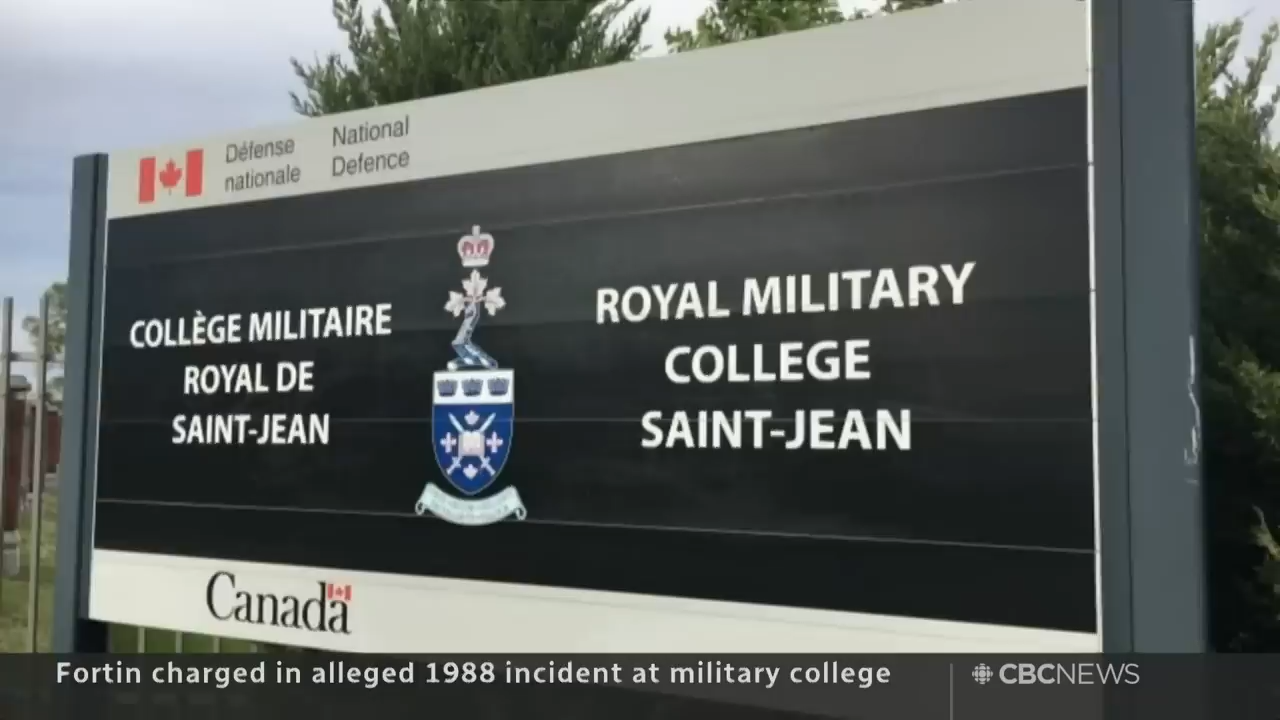 Défense
nationale
National
Defence
COLLÈGE MILITAIRE
ROYAL DE
SAINT-JEAN
ROYAL MILITARY
COLLEGE
SAINT-JEAN
Canada
Fortin charged in alleged 1988 incident at military college
CBCNEWS